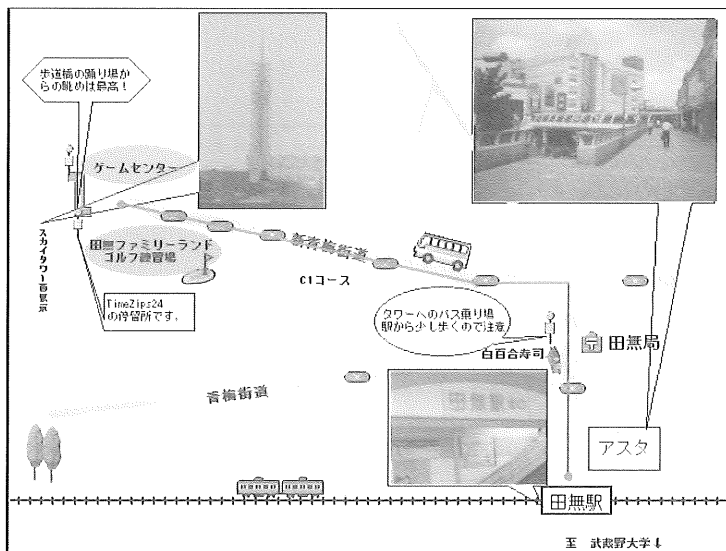 歩道橋の踊り場か
らの眺めは最高！
ゲームセンター
スカイタワー西東京
田無ファミリーランド
ゴルフ練習場
TimeZips24
の停留所です。
新青梅街道
C1コース
タワーへのバス乗り場
駅から少し歩くので注意
白百合寿司
田無局
青梅街道
アスタ
田無駅
至 武蔵野大学↓